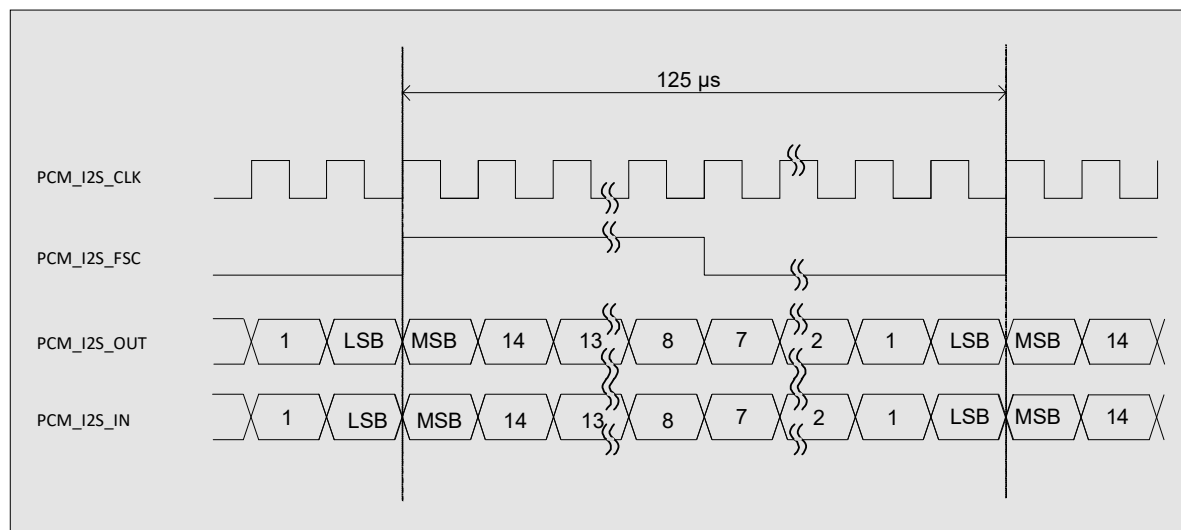 125 µs
PCM_I2S_CLK
PCM_I2S_FSC
PCM_I2S_OUT 1 LSB MSB 14 13 8 7 2 1 LSB MSB 14
PCM_I2S_IN 1 LSB MSB 14 13 8 7 2 1 LSB MSB 14